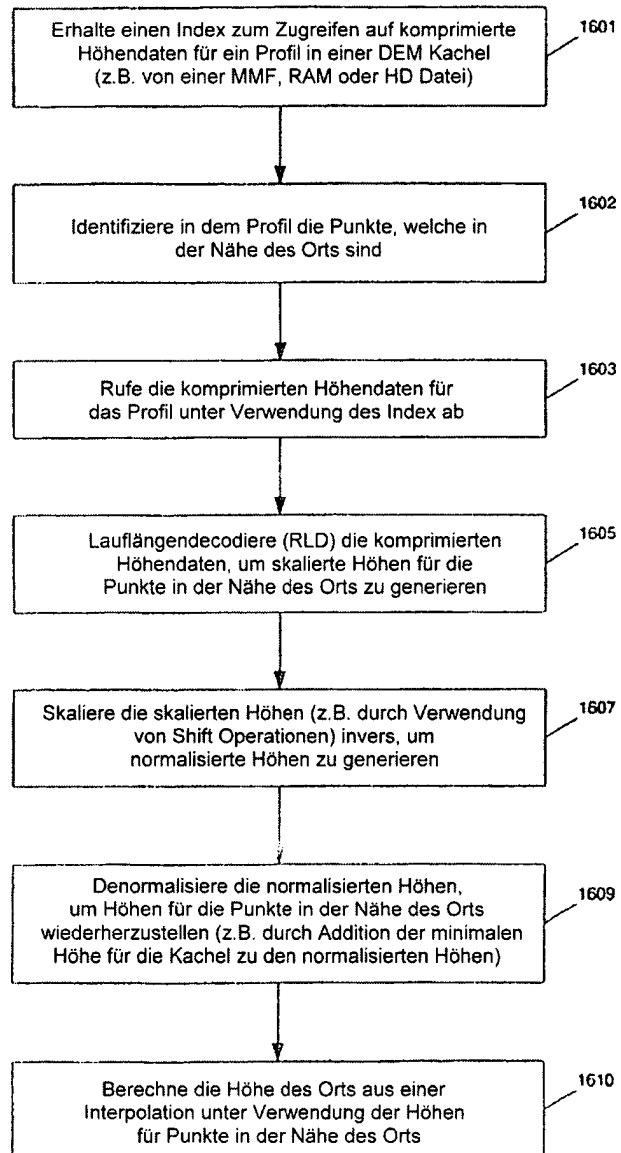 Erhalte einen Index zum Zugreifen auf komprimierte
Höhendaten für ein Profil in einer DEM Kachel
(z.B. von einer MMF, RAM oder HD Datei)
1601
Identifiziere in dem Profil die Punkte, welche in
der Nähe des Orts sind
1602
Rufe die komprimierten Höhendaten für
das Profil unter Verwendung des Index ab
1603
Lauflängendecodiere (RLD) die komprimierten
Höhendaten, um skalierte Höhen für die
Punkte in der Nähe des Orts zu generieren
1605
Skaliere die skalierten Höhen (z.B. durch Verwendung
von Shift Operationen) invers, um
normalisierte Höhen zu generieren
1607
Denormalisiere die normalisierten Höhen,
um Höhen für die Punkte in der Nähe des Orts
wiederherzustellen (z.B. durch Addition der minimalen
Höhe für die Kachel zu den normalisierten Höhen)
1609
Berechne die Höhe des Orts aus einer
Interpolation unter Verwendung der Höhen
für Punkte in der Nähe des Orts
1610